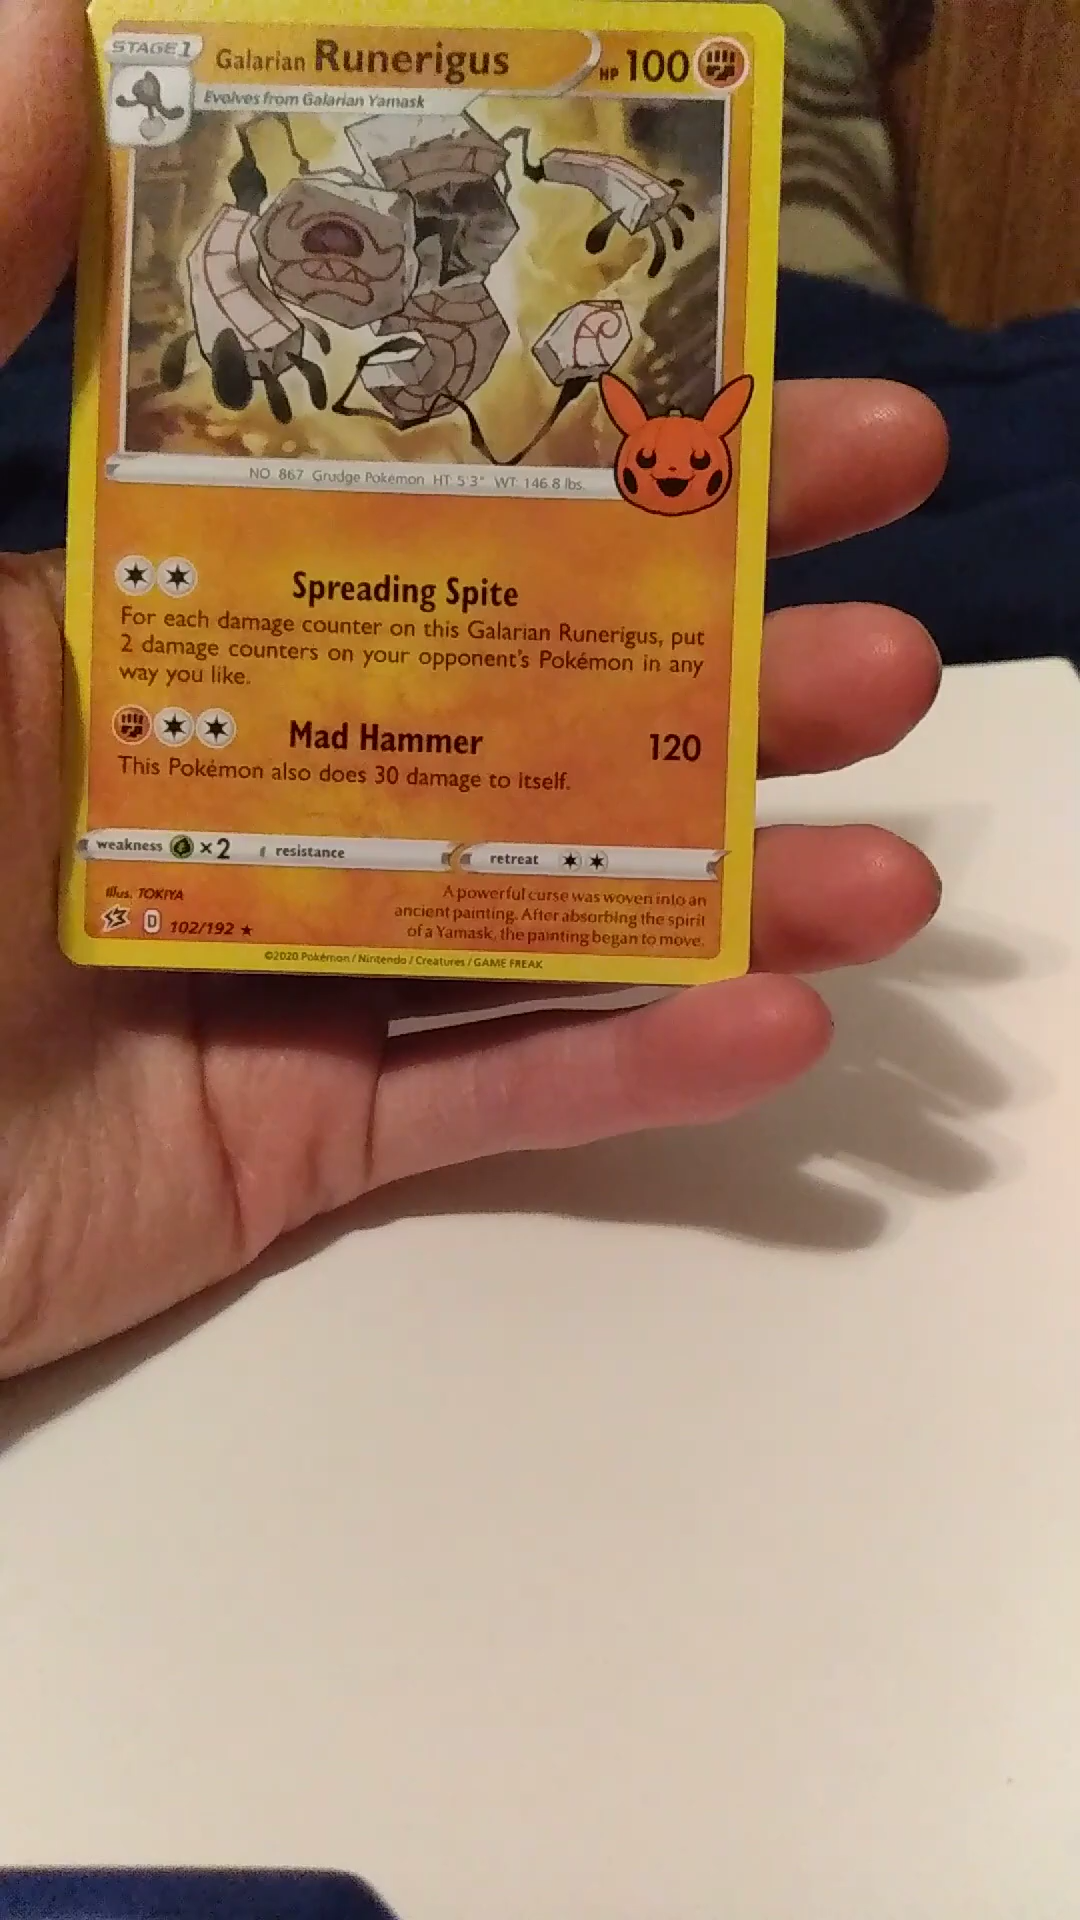 STAGE 1
Galarian Runerigus
HP 100
Evolves from Galarian Yamask
NO. 867 Grudge Pokémon HT: 5'3" WT: 146.8 lbs.
Spreading Spite
For each damage counter on this Galarian Runerigus, put
2 damage counters on your opponent's Pokémon in any
way you like.
Mad Hammer 120
This Pokémon also does 30 damage to itself.
weakness ×2 resistance retreat
Illus. TOKIYA
D 102/192 ★
A powerful curse was woven into an
ancient painting. After absorbing the spirit
of a Yamask, the painting began to move.
©2020 Pokémon / Nintendo / Creatures / GAME FREAK